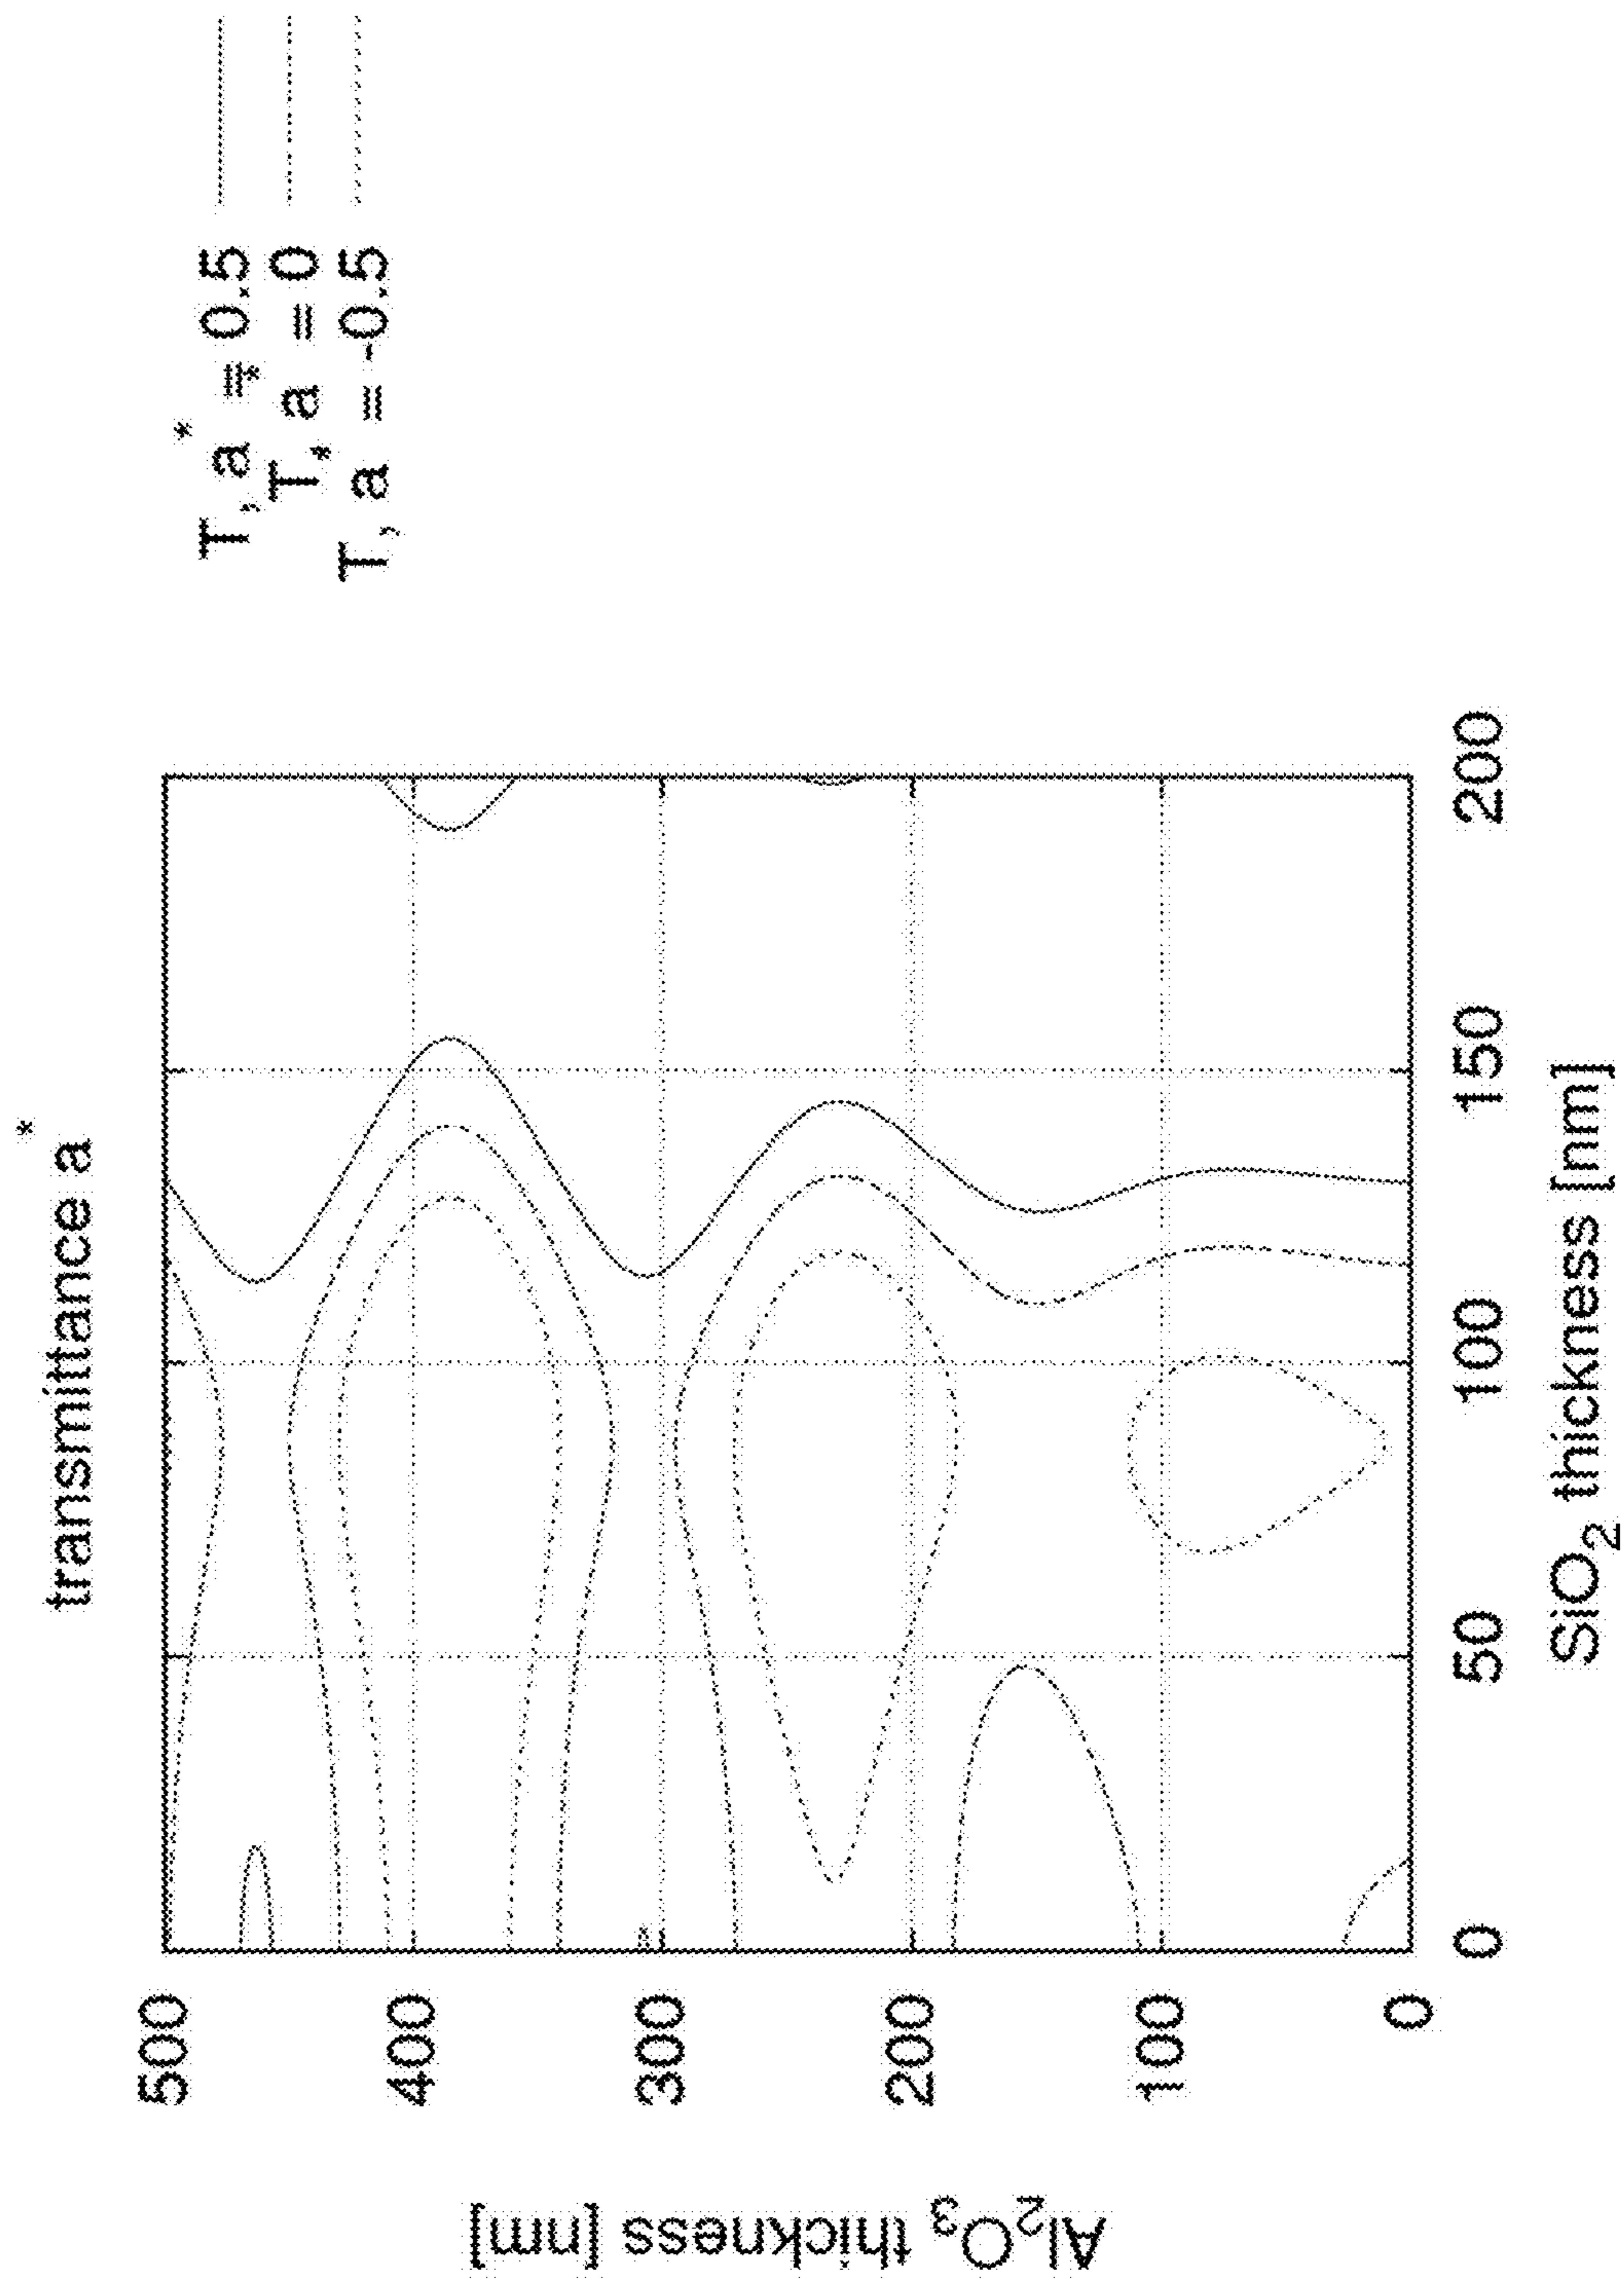 transmittance a*
T, a* = 0.5
T, a* = 0
T, a* = -0.5
Al2O3 thickness [nm]
500
400
300
200
100
0
0 50 100 150 200
SiO2 thickness [nm]